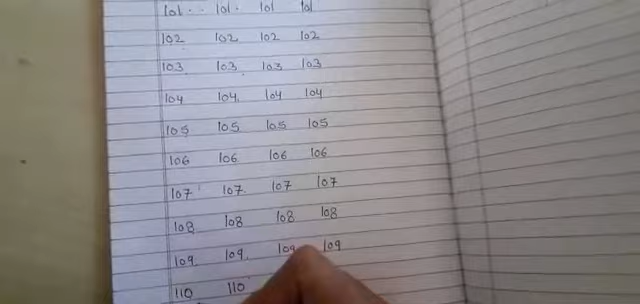 101 101 101 101
102 102 102 102
103 103 103 103
104 104 104 104
105 105 105 105
106 106 106 106
107 107 107 107
108 108 108 108
109 109 109 109
110 110